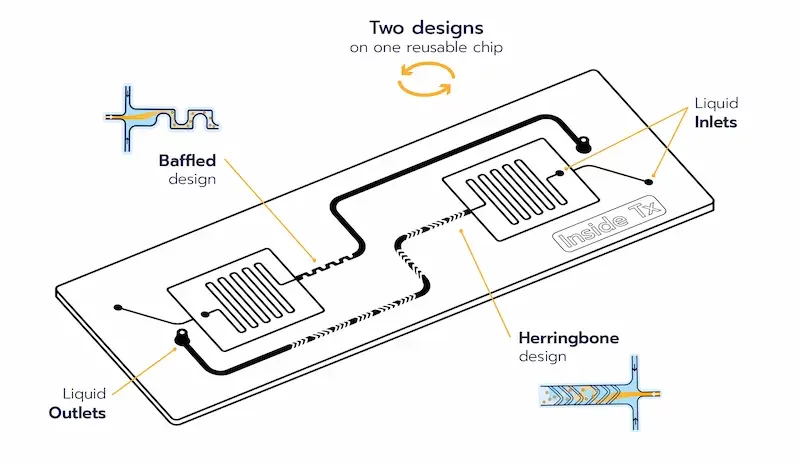 Two designs
on one reusable chip
Liquid
Inlets
Baffled
design
Inside Tx
Herringbone
design
Liquid
Outlets